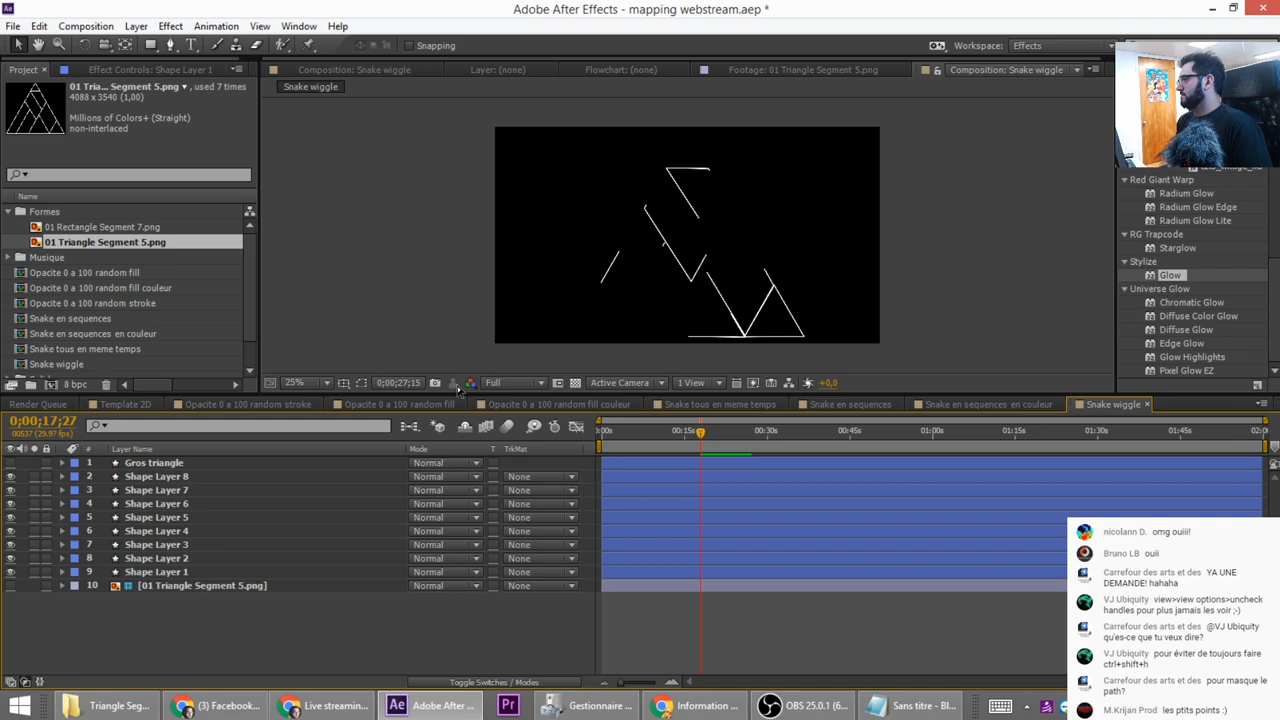 Adobe After Effects - mapping webstream.aep *
File Edit Composition Layer Effect Animation View Window Help
Snapping
Workspace: Effects
Project
Effect Controls: Shape Layer 1
Composition: Snake wiggle
Layer: (none)
Flowchart: (none)
Footage: 01 Triangle Segment 5.png
Composition: Snake wiggle
01 Tria... Segment 5.png, used 7 times
4088 x 3540 (1,00)
Millions of Colors+ (Straight)
non-interlaced
Snake wiggle
Name
Formes
01 Rectangle Segment 7.png
01 Triangle Segment 5.png
Musique
Opacite 0 a 100 random fill
Opacite 0 a 100 random fill couleur
Opacite 0 a 100 random stroke
Snake en sequences
Snake en sequences en couleur
Snake tous en meme temps
Snake wiggle
8 bpc
Red Giant Warp
Radium Glow
Radium Glow Edge
Radium Glow Lite
RG Trapcode
Starglow
Stylize
Glow
Universe Glow
Chromatic Glow
Diffuse Color Glow
Diffuse Glow
Edge Glow
Glow Highlights
Pixel Glow EZ
25%
0;00;27;15
Full
Active Camera
1 View
+0,0
Render Queue
Template 2D
Opacite 0 a 100 random stroke
Opacite 0 a 100 random fill
Opacite 0 a 100 random fill couleur
Snake tous en meme temps
Snake en sequences
Snake en sequences en couleur
Snake wiggle
0;00;17;27
00537 (29.97 fps)
:00s 00:15s 00:30s 00:45s 01:00s 01:15s 01:30s 01:45s 02:0
# Layer Name Mode T TrkMat
1 Gros triangle Normal
2 Shape Layer 8 Normal None
3 Shape Layer 7 Normal None
4 Shape Layer 6 Normal None
5 Shape Layer 5 Normal None
6 Shape Layer 4 Normal None
7 Shape Layer 3 Normal None
8 Shape Layer 2 Normal None
9 Shape Layer 1 Normal None
10 [01 Triangle Segment 5.png] Normal None
Toggle Switches / Modes
nicolann D. omg ouiii!
Bruno LB ouii
Carrefour des arts et des YA UNE
DEMANDE! hahaha
VJ Ubiquity view>view options>uncheck
handles pour plus jamais les voir ;-)
Carrefour des arts et des @VJ Ubiquity
qu'es-ce que tu veux dire?
VJ Ubiquity pour éviter de toujours faire
ctrl+shift+h
Carrefour des arts et des pour masque le
path?
M.Krijan Prod les ptits points :)
Triangle Seg...
(3) Facebook...
Live streamin...
Adobe After ...
Gestionnaire ...
Information ...
OBS 25.0.1 (6...
Sans titre - Bl...